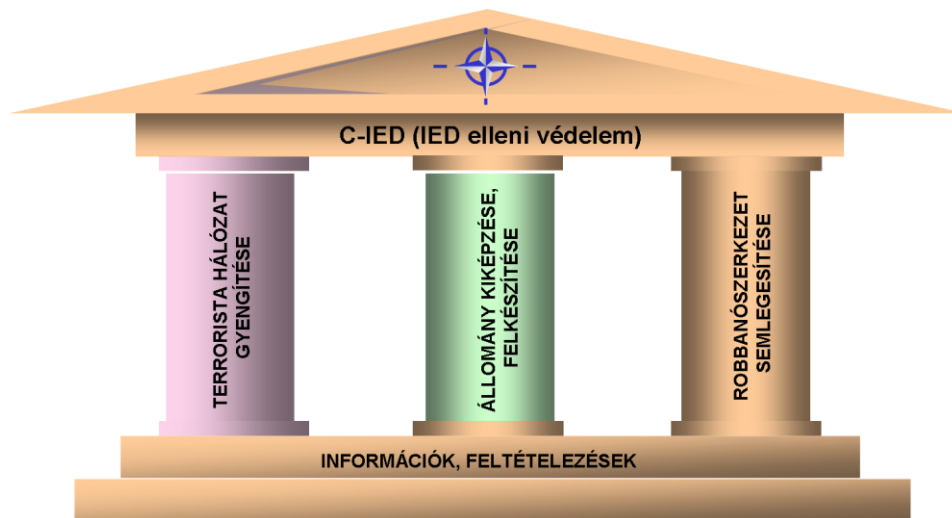 C-IED (IED elleni védelem)
TERRORISTA HÁLÓZAT
GYENGÍTÉSE
ÁLLOMÁNY KIKÉPZÉSE,
FELKÉSZÍTÉSE
ROBBANÓSZERKEZET
SEMLEGESÍTÉSE
INFORMÁCIÓK, FELTÉTELEZÉSEK